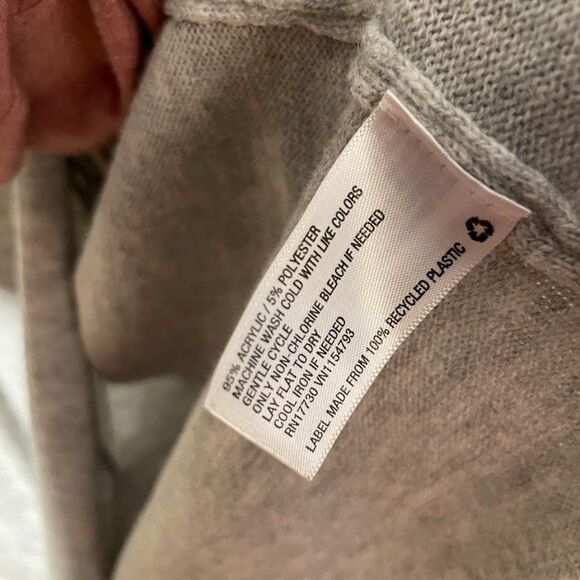 95% ACRYLIC / 5% POLYESTER
MACHINE WASH COLD WITH LIKE COLORS
GENTLE CYCLE
ONLY NON-CHLORINE BLEACH IF NEEDED
LAY FLAT TO DRY
COOL IRON IF NEEDED
RN17730 VN1154793
LABEL MADE FROM 100% RECYCLED PLASTIC